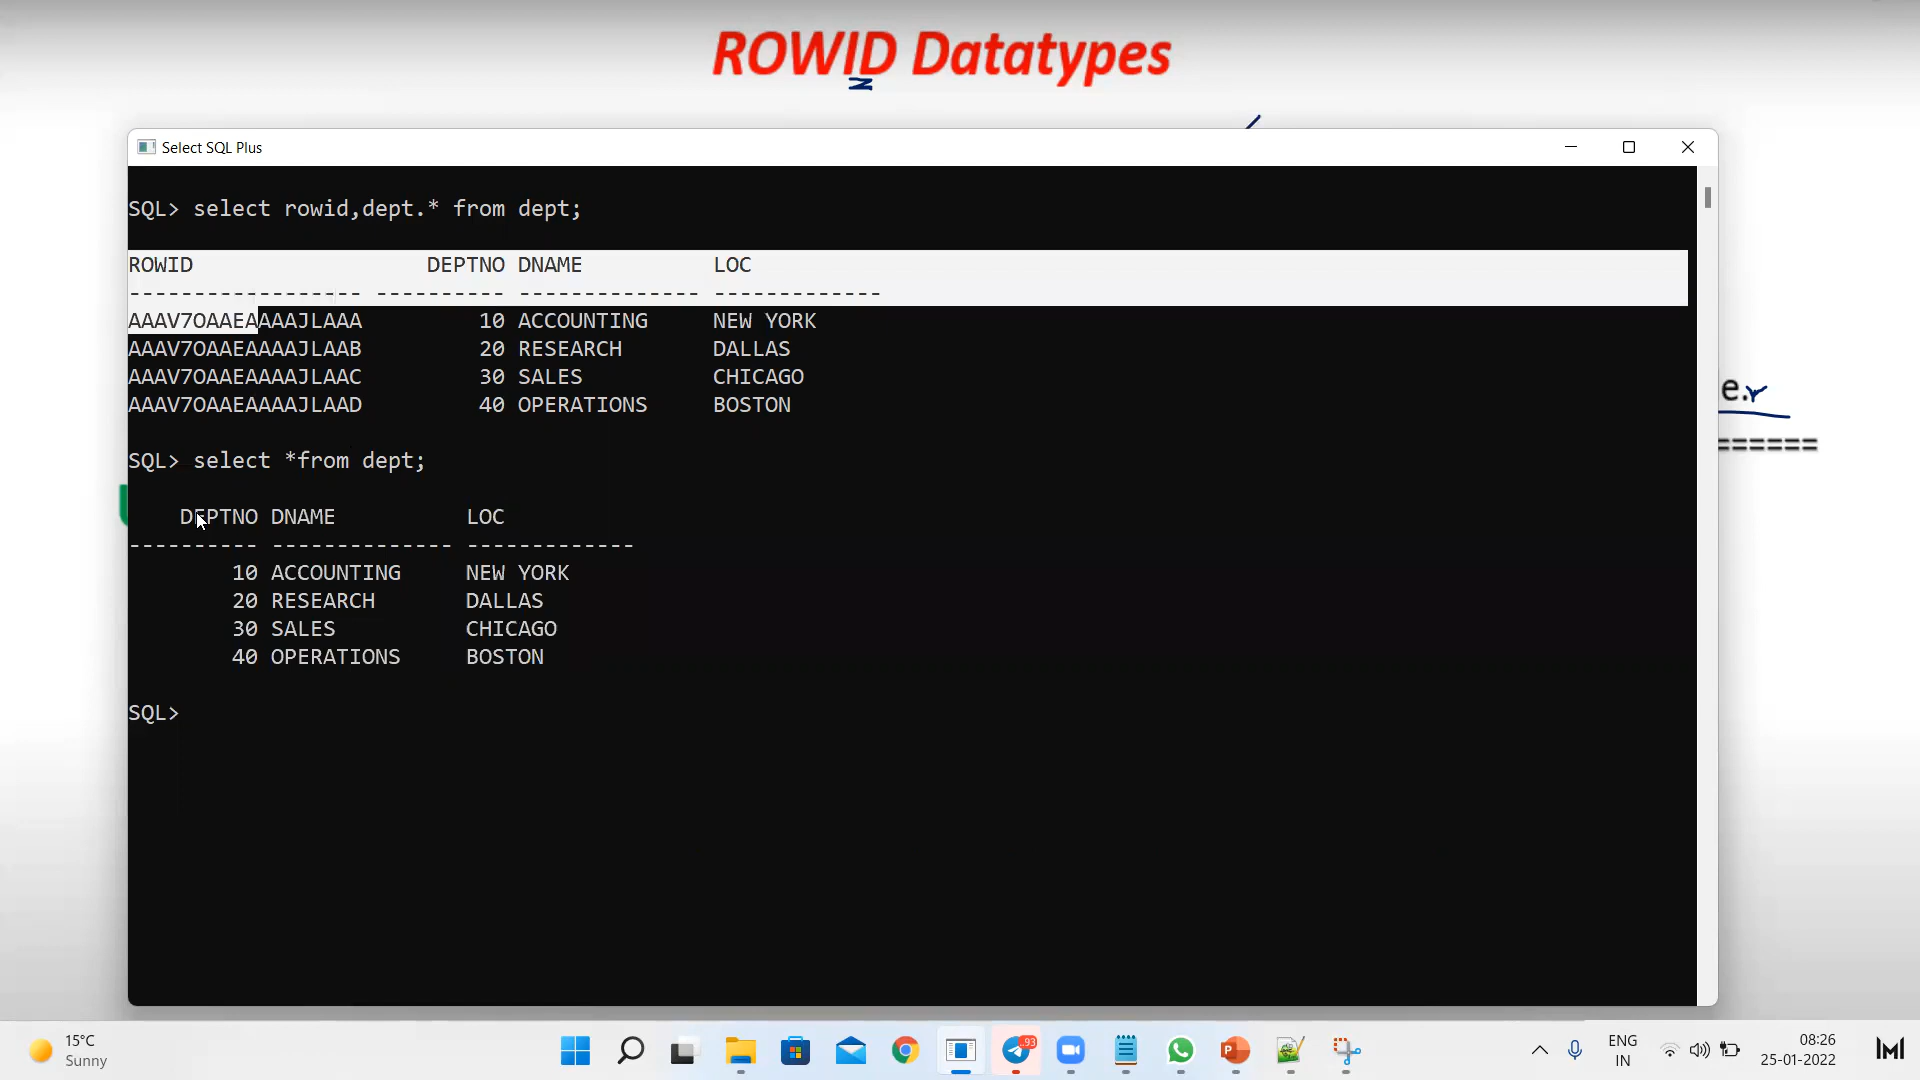 ROWID Datatypes
Select SQL Plus
SQL> select rowid,dept.* from dept;
ROWID DEPTNO DNAME LOC
------------------ ---------- -------------- -------------
AAAV7OAAEAAAAJLAAA 10 ACCOUNTING NEW YORK
AAAV7OAAEAAAAJLAAB 20 RESEARCH DALLAS
AAAV7OAAEAAAAJLAAC 30 SALES CHICAGO
AAAV7OAAEAAAAJLAAD 40 OPERATIONS BOSTON
e.
======
SQL> select *from dept;
DEPTNO DNAME LOC
---------- -------------- -------------
10 ACCOUNTING NEW YORK
20 RESEARCH DALLAS
30 SALES CHICAGO
40 OPERATIONS BOSTON
SQL>
15°C
Sunny
93
ENG
IN
08:26
25-01-2022